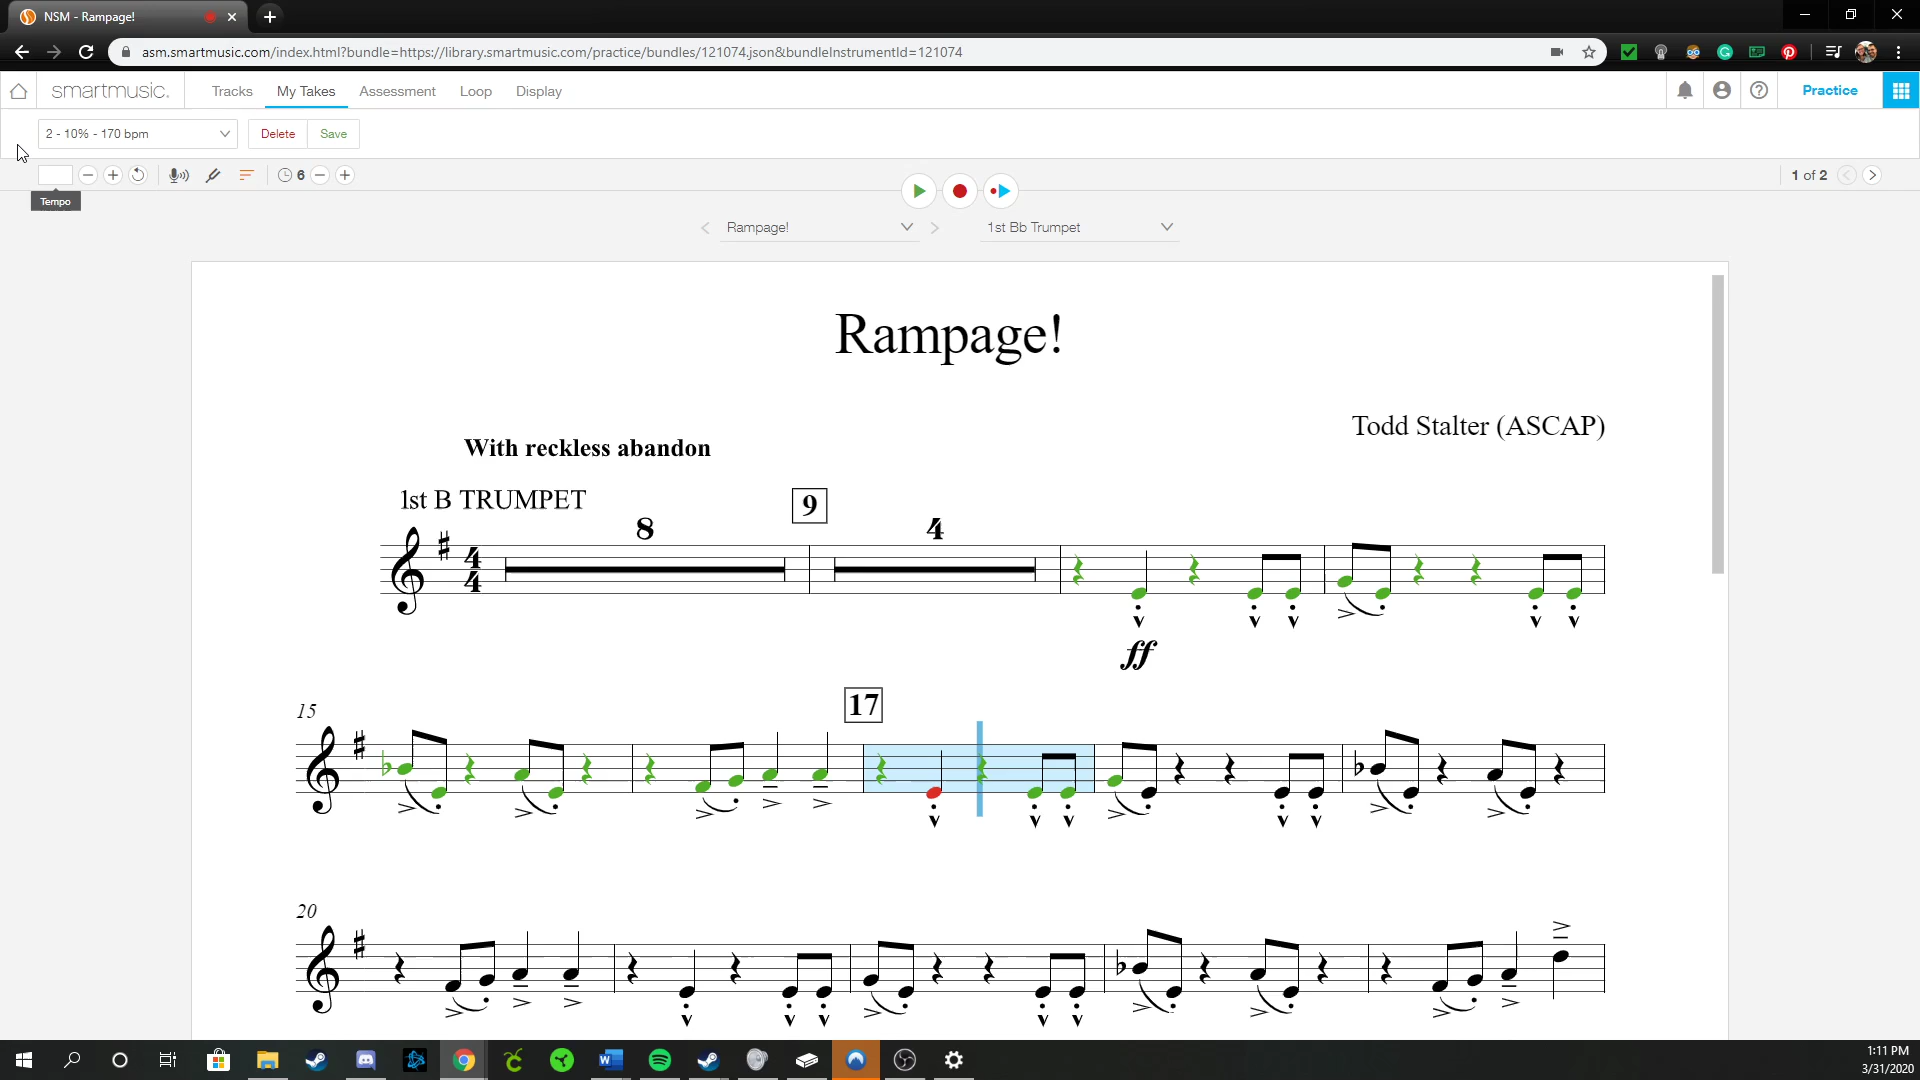 NSM - Rampage!
asm.smartmusic.com/index.html?bundle=https://library.smartmusic.com/practice/bundles/121074.json&bundleInstrumentId=121074
smartmusic. Tracks My Takes Assessment Loop Display Practice
2 - 10% - 170 bpm Delete Save
6 1 of 2
Tempo
Rampage! 1st Bb Trumpet
Rampage!
Todd Stalter (ASCAP)
With reckless abandon
1st B TRUMPET
8 9 4
4
4
ff
15 17
20
1:11 PM
3/31/2020